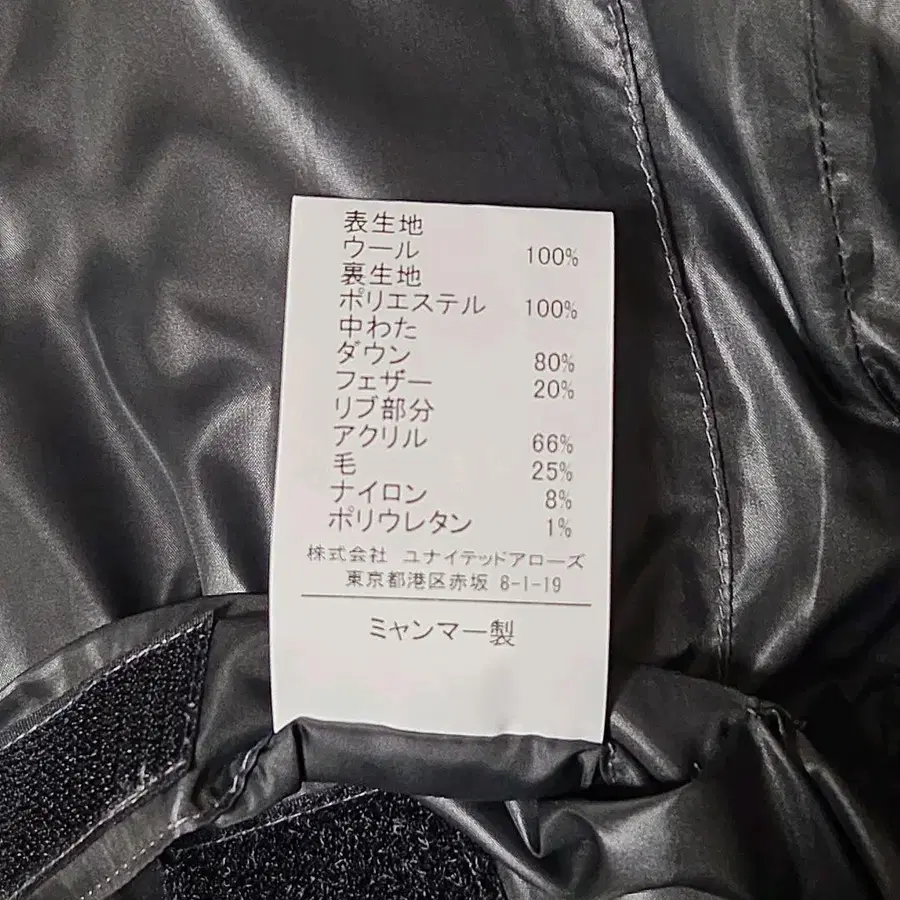 表生地
ウール 100%
裏生地
ポリエステル 100%
中わた
ダウン 80%
フェザー 20%
リブ部分
アクリル 66%
毛 25%
ナイロン 8%
ポリウレタン 1%
株式会社 ユナイテッドアローズ
東京都港区赤坂 8-1-19
ミャンマー製